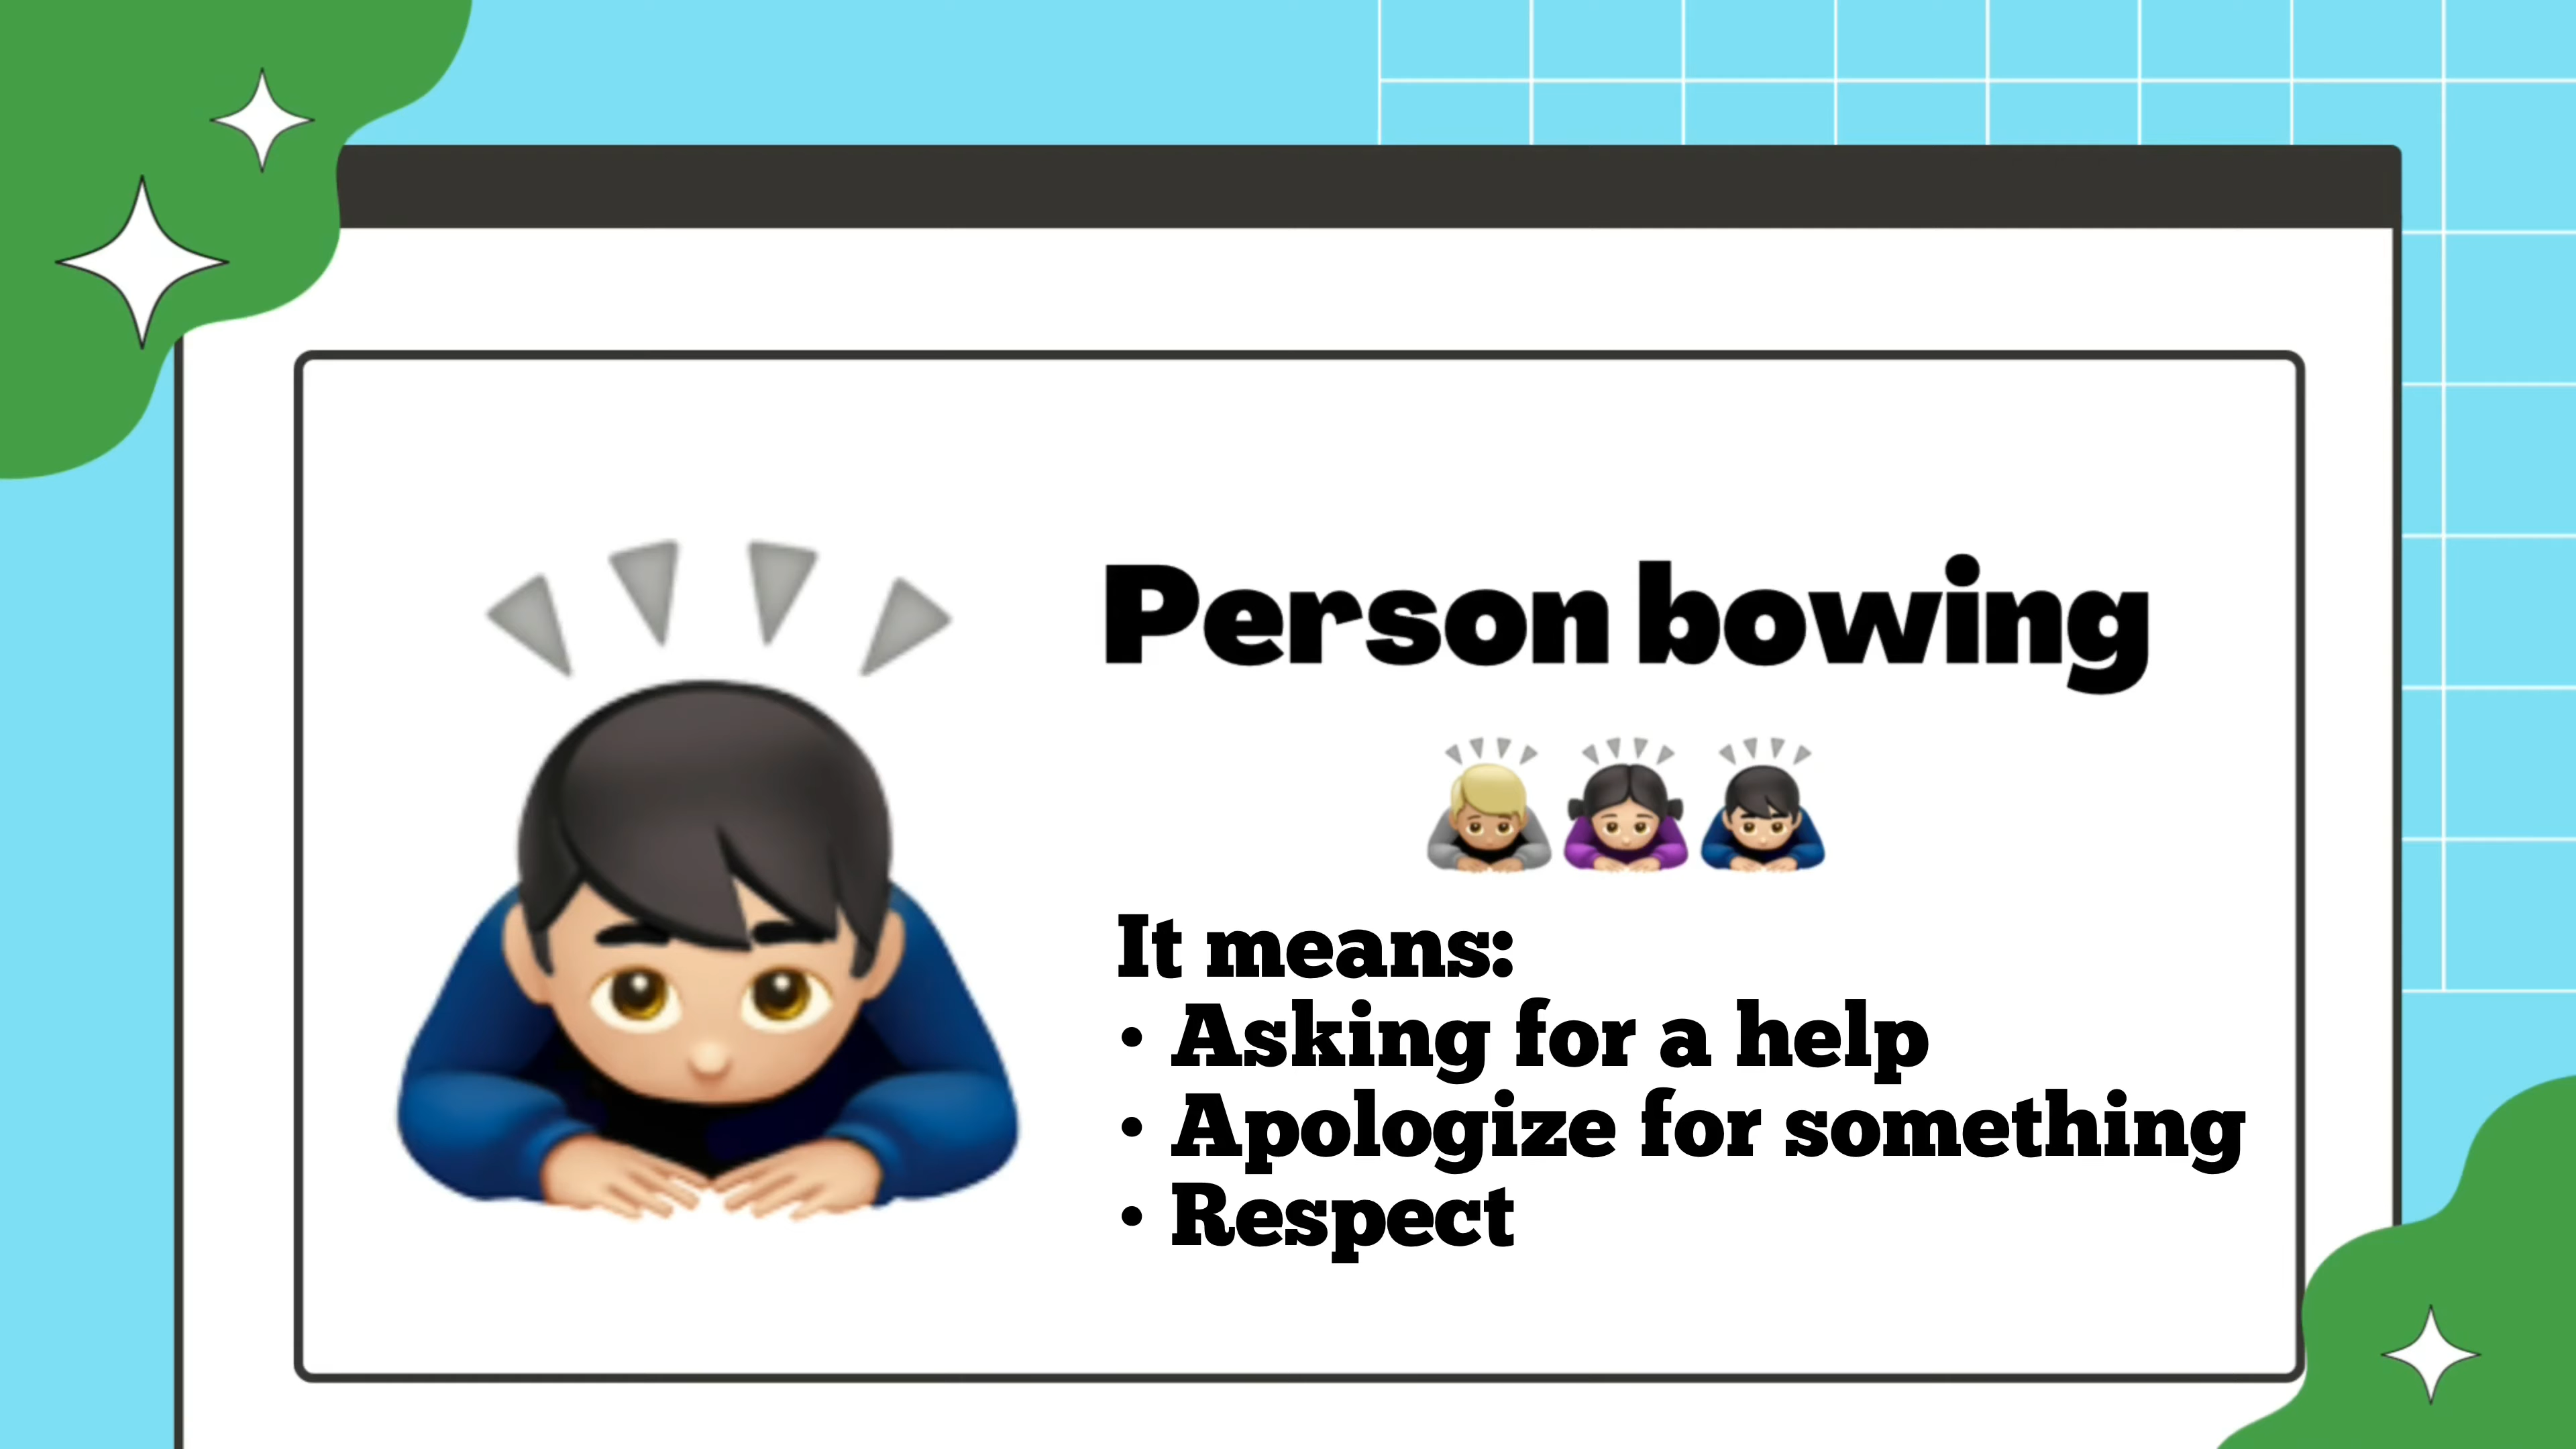 Person bowing
It means:
• Asking for a help
• Apologize for something
• Respect